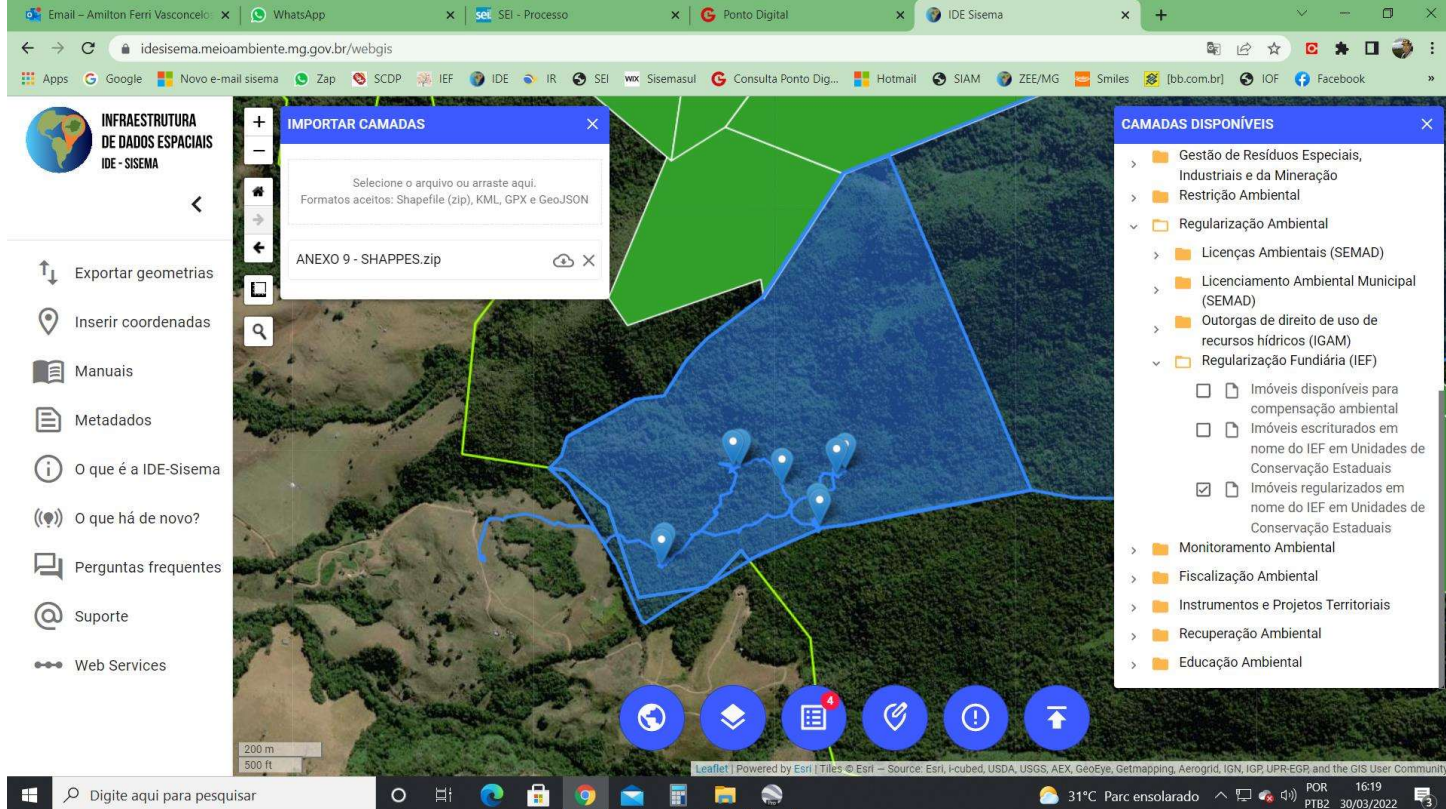 Email – Amilton Ferri Vasconcelo
WhatsApp
SEI - Processo
Ponto Digital
IDE Sisema
idesisema.meioambiente.mg.gov.br/webgis
Apps
Google
Novo e-mail sisema
Zap
SCDP
IEF
IDE
IR
SEI
WIX Sisemasul
Consulta Ponto Dig...
Hotmail
SIAM
ZEE/MG
Smiles
[bb.com.br]
IOF
Facebook
»
INFRAESTRUTURA
DE DADOS ESPACIAIS
IDE - SISEMA
Exportar geometrias
Inserir coordenadas
Manuais
Metadados
O que é a IDE-Sisema
O que há de novo?
Perguntas frequentes
Suporte
Web Services
+
−
IMPORTAR CAMADAS
Selecione o arquivo ou arraste aqui.
Formatos aceitos: Shapefile (zip), KML, GPX e GeoJSON
ANEXO 9 - SHAPPES.zip
CAMADAS DISPONÍVEIS
Gestão de Resíduos Especiais,
Industriais e da Mineração
Restrição Ambiental
Regularização Ambiental
Licenças Ambientais (SEMAD)
Licenciamento Ambiental Municipal
(SEMAD)
Outorgas de direito de uso de
recursos hídricos (IGAM)
Regularização Fundiária (IEF)
Imóveis disponíveis para
compensação ambiental
Imóveis escriturados em
nome do IEF em Unidades de
Conservação Estaduais
Imóveis regularizados em
nome do IEF em Unidades de
Conservação Estaduais
Monitoramento Ambiental
Fiscalização Ambiental
Instrumentos e Projetos Territoriais
Recuperação Ambiental
Educação Ambiental
4
200 m
500 ft
Leaflet | Powered by Esri | Tiles © Esri — Source: Esri, i-cubed, USDA, USGS, AEX, GeoEye, Getmapping, Aerogrid, IGN, IGP, UPR-EGP, and the GIS User Community
Digite aqui para pesquisar
31°C Parc ensolarado
POR
PTB2
16:19
30/03/2022
3